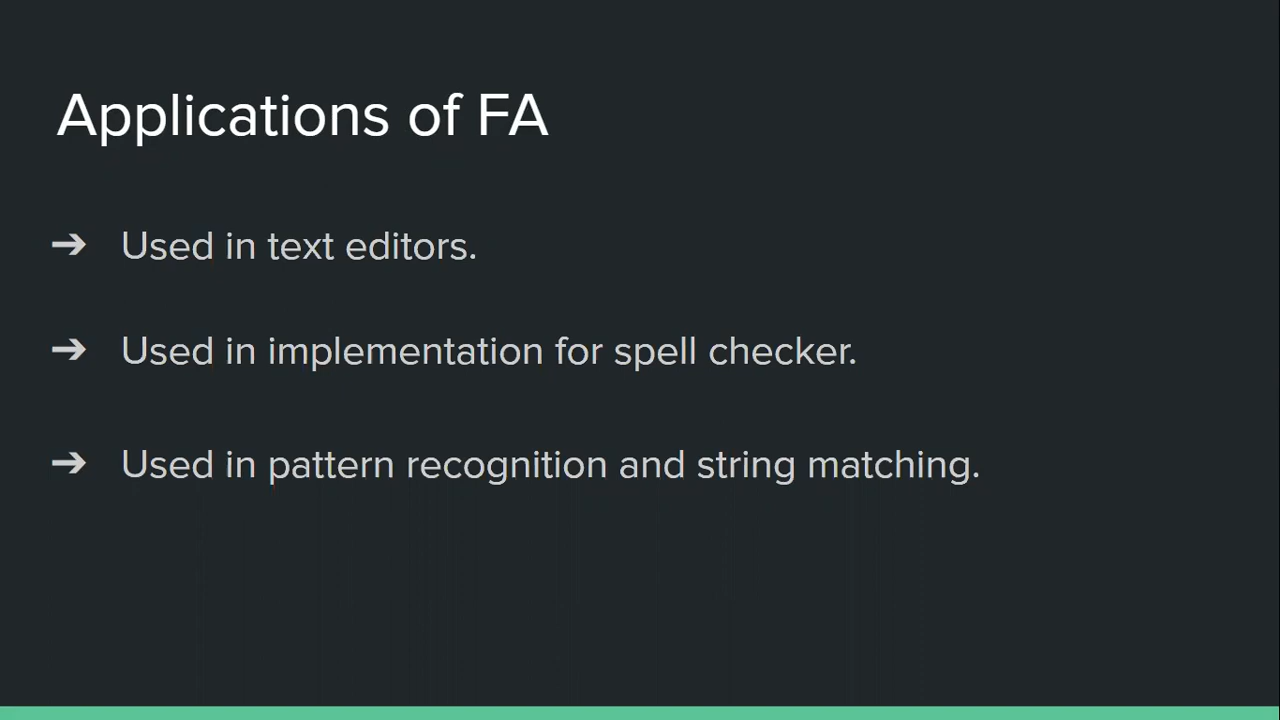 Applications of FA
➔ Used in text editors.
➔ Used in implementation for spell checker.
➔ Used in pattern recognition and string matching.